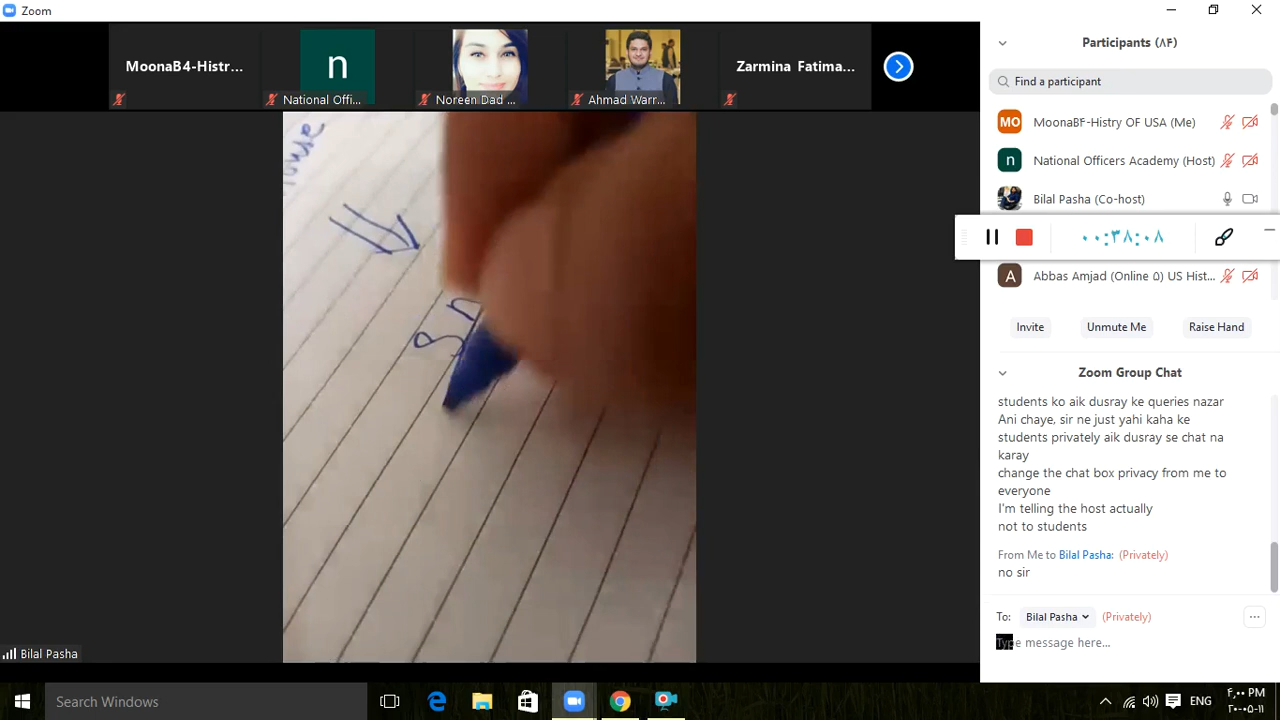 Zoom
MoonaB4-Histr...
National Offi...
Noreen Dad ...
Ahmad Warr...
Zarmina Fatima...
n
Bilal Pasha
Participants (۸۴)
Find a participant
MO MoonaB۴-Histry OF USA (Me)
n National Officers Academy (Host)
Bilal Pasha (Co-host)
۰۰:۳۸:۰۸
A Abbas Amjad (Online ۵) US Hist...
Invite Unmute Me Raise Hand
Zoom Group Chat
students ko aik dusray ke queries nazar
Ani chaye, sir ne just yahi kaha ke
students privately aik dusray se chat na
karay
change the chat box privacy from me to
everyone
I'm telling the host actually
not to students
From Me to Bilal Pasha: (Privately)
no sir
To: Bilal Pasha (Privately)
Type message here...
Search Windows
ENG
۴:۰۰ PM